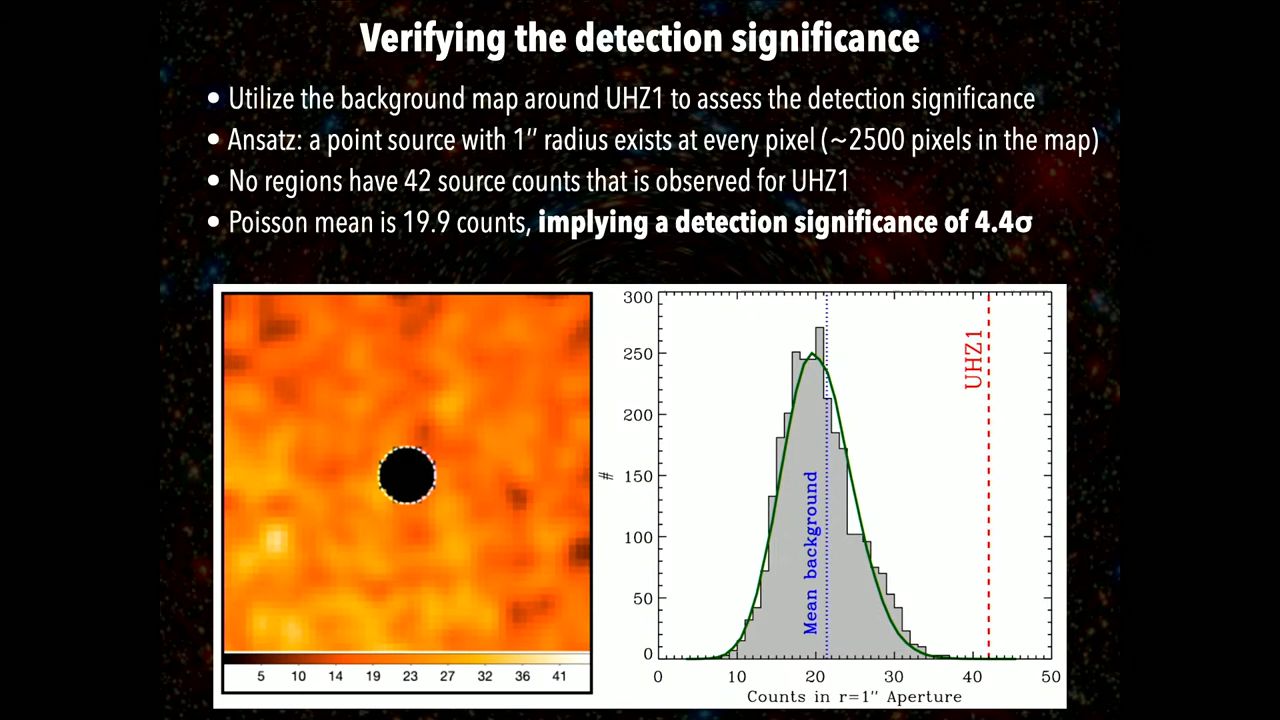 Verifying the detection significance
• Utilize the background map around UHZ1 to assess the detection significance
• Ansatz: a point source with 1″ radius exists at every pixel (~2500 pixels in the map)
• No regions have 42 source counts that is observed for UHZ1
• Poisson mean is 19.9 counts, implying a detection significance of 4.4σ
5 10 14 19 23 27 32 36 41
300
250
200
150
100
50
0
#
Mean background
UHZ1
0 10 20 30 40 50
Counts in r=1″ Aperture